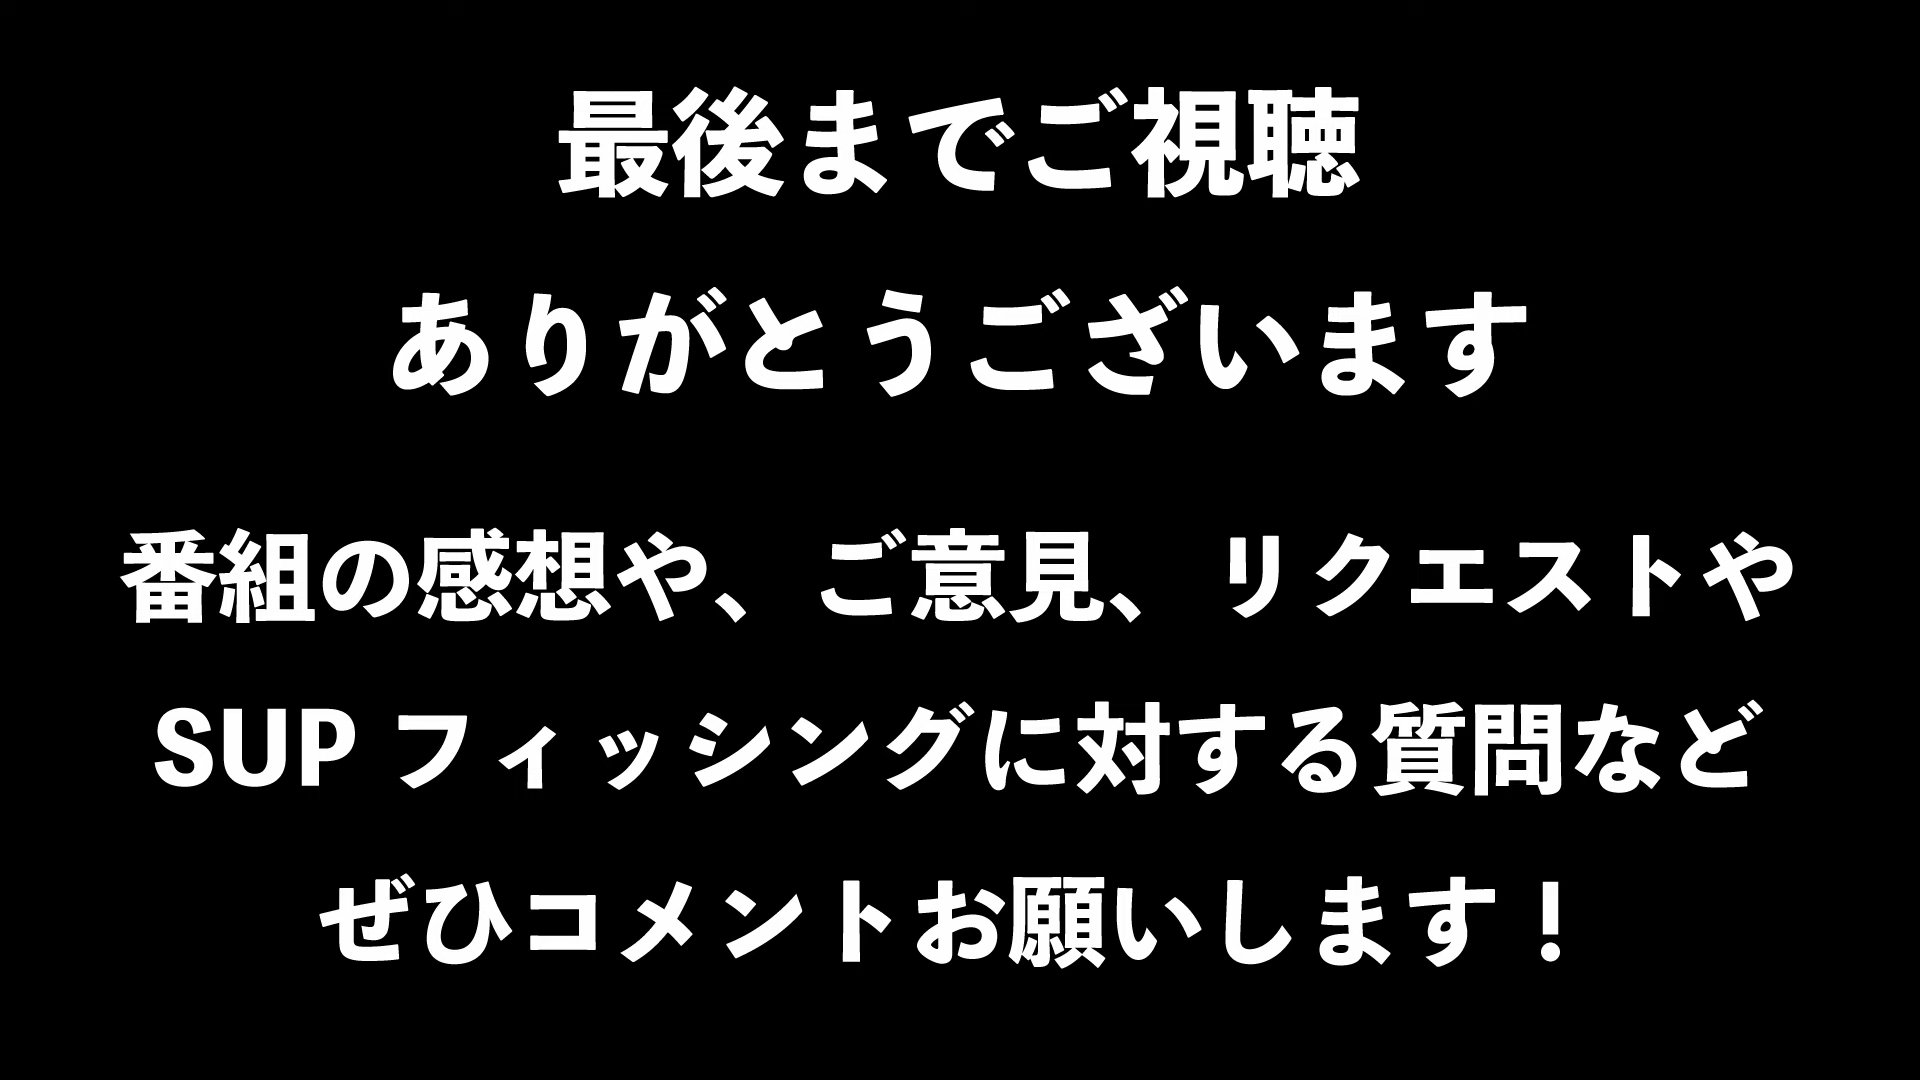 最後までご視聴
ありがとうございます
番組の感想や、ご意見、リクエストや
SUPフィッシングに対する質問など
ぜひコメントお願いします！